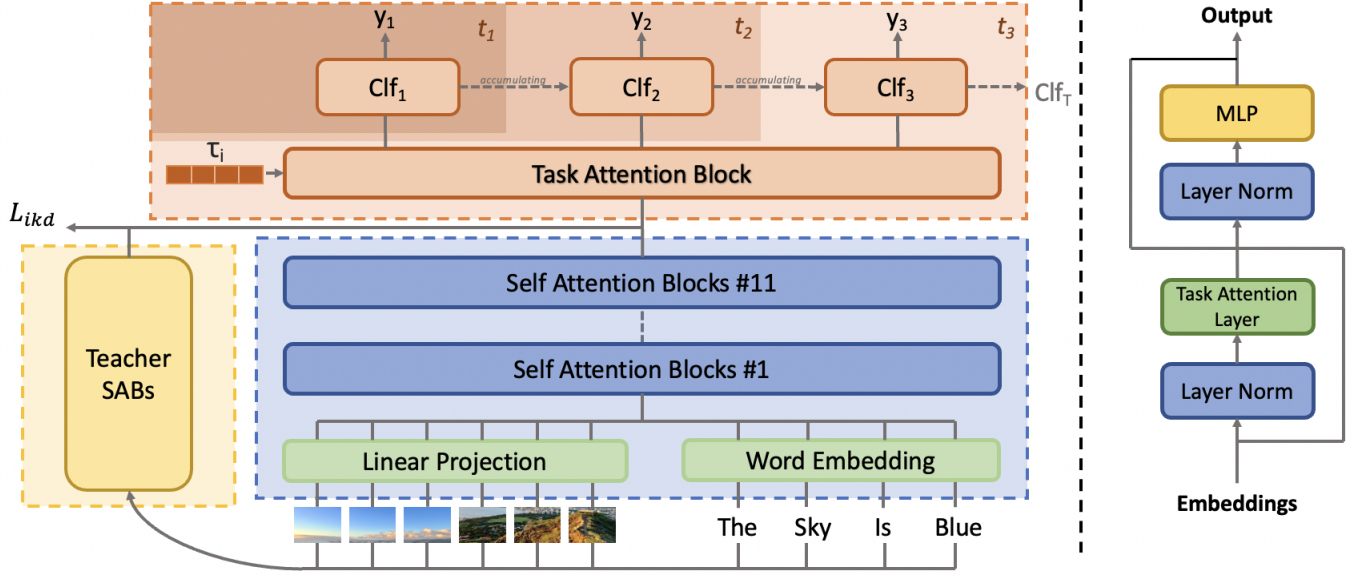 y1
t1
y2
t2
y3
t3
Clf1
accumulating
Clf2
accumulating
Clf3
ClfT
τi
Task Attention Block
Likd
Self Attention Blocks #11
Teacher
SABs
Self Attention Blocks #1
Linear Projection
Word Embedding
The Sky Is Blue
Output
MLP
Layer Norm
Task Attention
Layer
Layer Norm
Embeddings